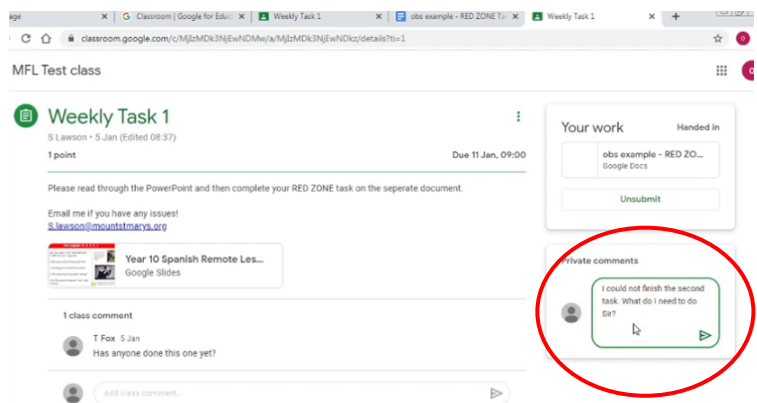 age
Classroom | Google for Educ
Weekly Task 1
obs example - RED ZONE Ta
Weekly Task 1
classroom.google.com/c/MjIzMDk3NjEwNDMw/a/MjIzMDk3NjEwNDkz/details?ti=1
MFL Test class
Weekly Task 1
S Lawson • 5 Jan (Edited 08:37)
1 point
Due 11 Jan, 09:00
Please read through the PowerPoint and then complete your RED ZONE task on the seperate document.
Email me if you have any issues!
S.lawson@mountstmarys.org
Year 10 Spanish Remote Les...
Google Slides
1 class comment
T Fox 5 Jan
Has anyone done this one yet?
Add class comment...
Your work
Handed in
obs example - RED ZO...
Google Docs
Unsubmit
Private comments
I could not finish the second
task. What do I need to do
Sir?